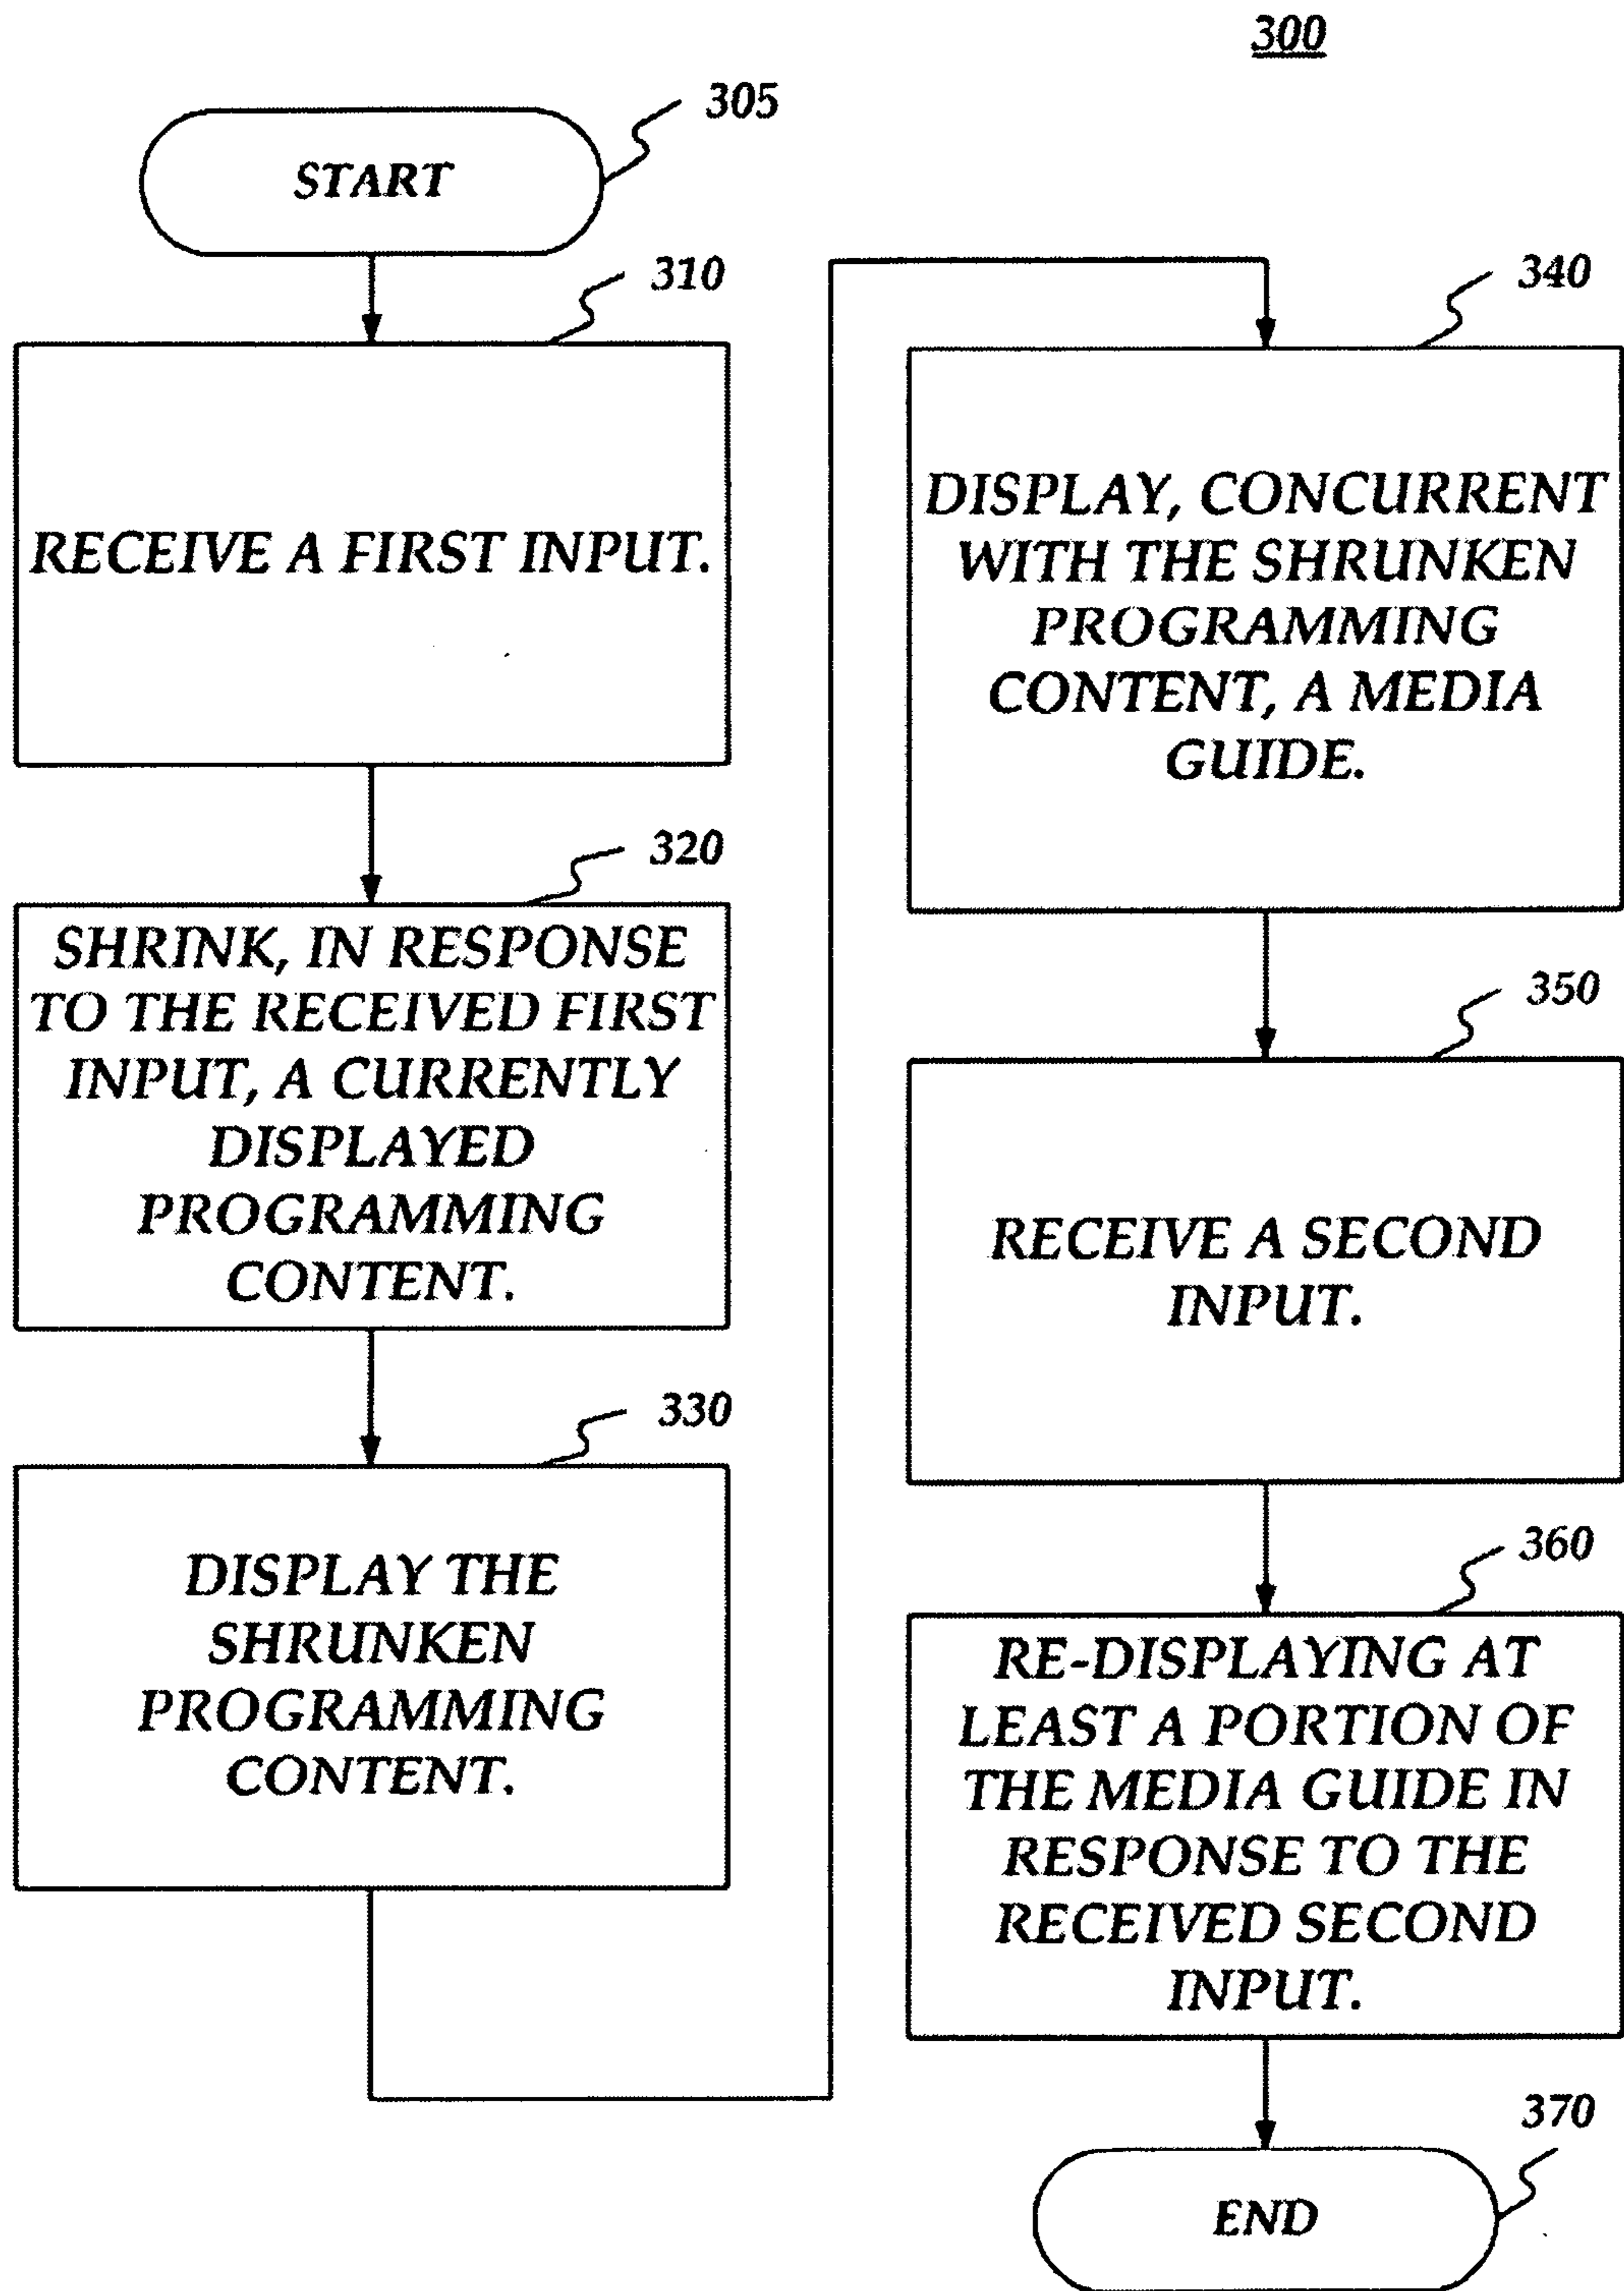 300
START
305
310
RECEIVE A FIRST INPUT.
320
SHRINK, IN RESPONSE
TO THE RECEIVED FIRST
INPUT, A CURRENTLY
DISPLAYED
PROGRAMMING
CONTENT.
330
DISPLAY THE
SHRUNKEN
PROGRAMMING
CONTENT.
340
DISPLAY, CONCURRENT
WITH THE SHRUNKEN
PROGRAMMING
CONTENT, A MEDIA
GUIDE.
350
RECEIVE A SECOND
INPUT.
360
RE-DISPLAYING AT
LEAST A PORTION OF
THE MEDIA GUIDE IN
RESPONSE TO THE
RECEIVED SECOND
INPUT.
370
END